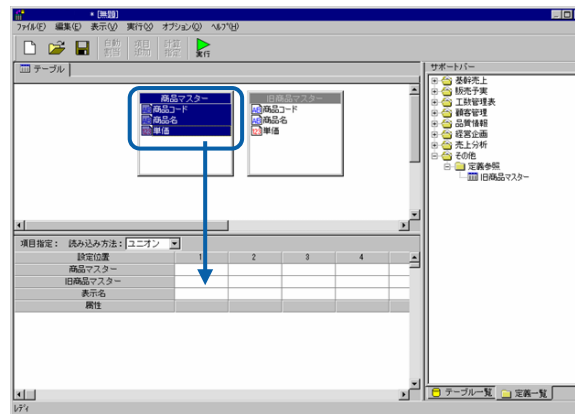 * [無題]
ファイル(F) 編集(E) 表示(V) 実行(X) オプション(O) ヘルプ(H)
自動 項目 計算
割当 追加 指定 実行
テーブル
商品マスター
商品コード
商品名
単価
旧商品マスター
商品コード
商品名
単価
項目指定： 読み込み方法： ユニオン
設定位置 1 2 3 4
商品マスター
旧商品マスター
表示名
属性
サポートバー
基幹売上
販売予実
工数管理表
顧客管理
品質情報
経営企画
売上分析
その他
定義参照
旧商品マスター
テーブル一覧 定義一覧
レディ